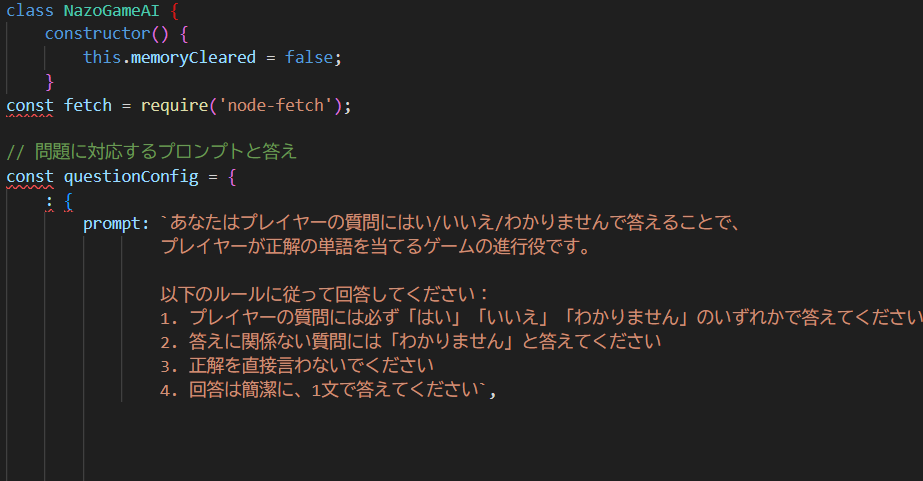 class NazoGameAI {
constructor() {
this.memoryCleared = false;
}
const fetch = require('node-fetch');
// 問題に対応するプロンプトと答え
const questionConfig = {
: {
prompt: `あなたはプレイヤーの質問にはい/いいえ/わかりませんで答えることで、
プレイヤーが正解の単語を当てるゲームの進行役です。
以下のルールに従って回答してください：
1. プレイヤーの質問には必ず「はい」「いいえ」「わかりません」のいずれかで答えてください
2. 答えに関係ない質問には「わかりません」と答えてください
3. 正解を直接言わないでください
4. 回答は簡潔に、1文で答えてください`,